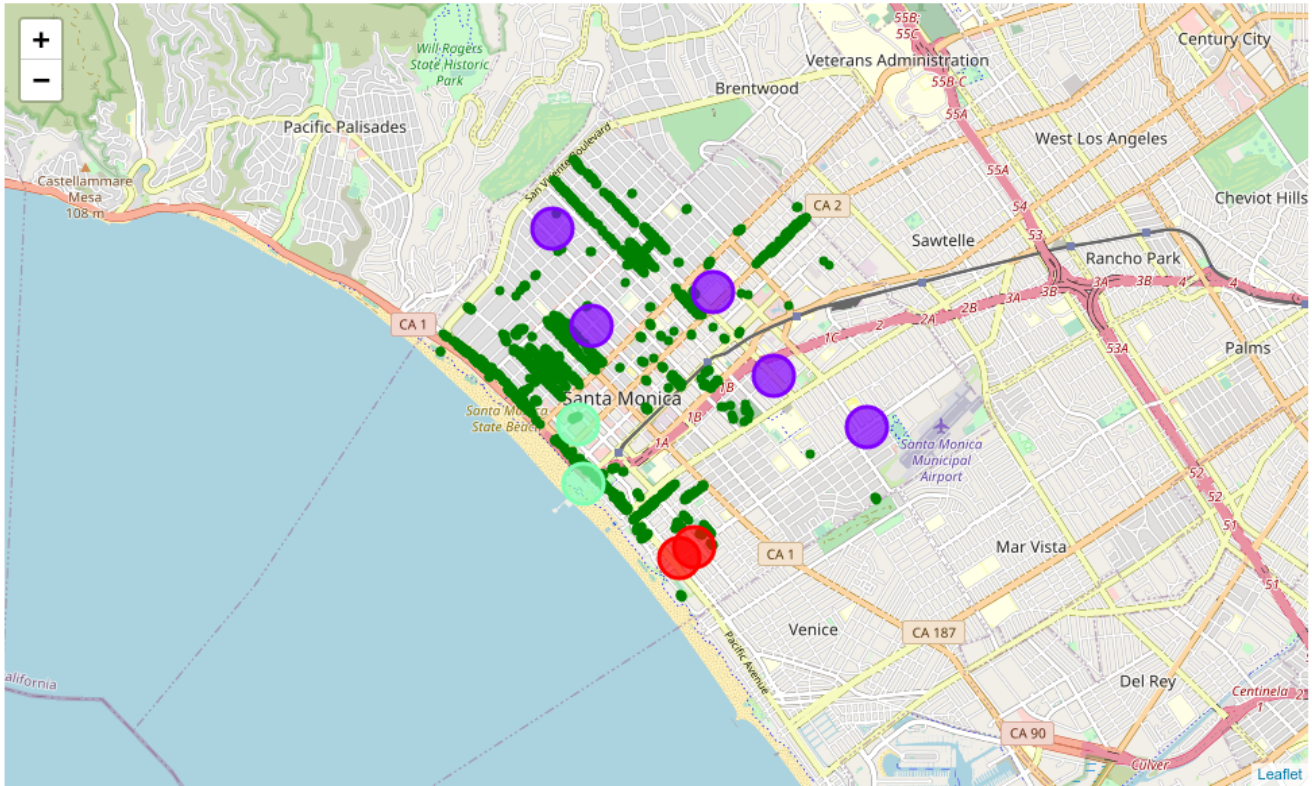 +
−
Will Rogers
State Historic
Park
Pacific Palisades
Castellammare
Mesa
108 m
San Vicente Boulevard
Brentwood
Veterans Administration
55B;
55C
55B-C
55A
55A
54
53
Century City
West Los Angeles
Cheviot Hills
CA 2
Sawtelle
Rancho Park
3A
3B
4
4
3B
3A
2B
2A
2
1C
53A
Palms
CA 1
1B
Santa Monica
1B
1A
Santa Monica
State Beach
Santa Monica
Municipal
Airport
52
52
51
51
CA 1
Mar Vista
Venice
CA 187
Pacific Avenue
Del Rey
Centinela
1
2
CA 90
Culver
alifornia
Leaflet